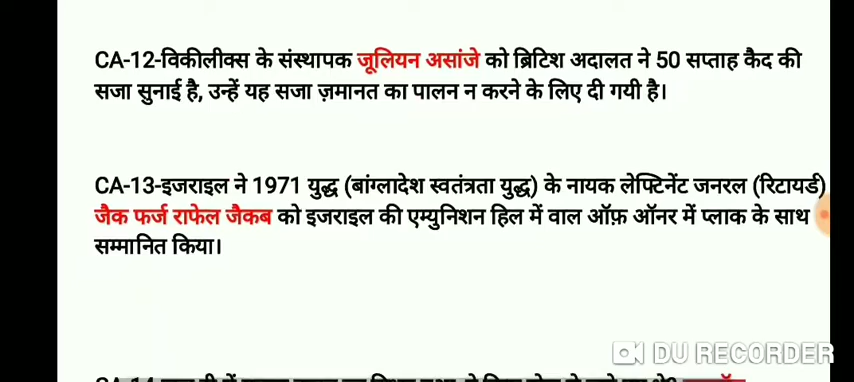 CA-12-विकीलीक्स के संस्थापक जूलियन असांजे को ब्रिटिश अदालत ने 50 सप्ताह कैद की
सजा सुनाई है, उन्हें यह सजा ज़मानत का पालन न करने के लिए दी गयी है।
CA-13-इजराइल ने 1971 युद्ध (बांग्लादेश स्वतंत्रता युद्ध) के नायक लेफ्टिनेंट जनरल (रिटायर्ड)
जैक फर्ज राफेल जैकब को इजराइल की एम्युनिशन हिल में वाल ऑफ़ ऑनर में प्लाक के साथ
सम्मानित किया।
DU RECORDER
CA-14